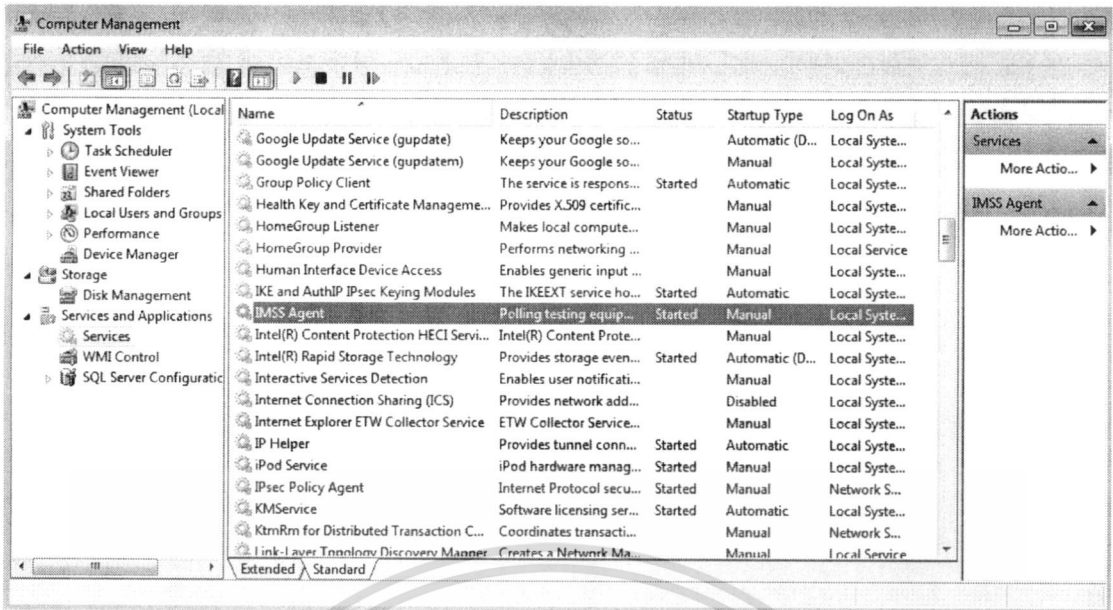 Computer Management
File Action View Help
Computer Management (Local
System Tools
Task Scheduler
Event Viewer
Shared Folders
Local Users and Groups
Performance
Device Manager
Storage
Disk Management
Services and Applications
Services
WMI Control
SQL Server Configuratic
Name Description Status Startup Type Log On As
Google Update Service (gupdate) Keeps your Google so... Automatic (D... Local Syste...
Google Update Service (gupdatem) Keeps your Google so... Manual Local Syste...
Group Policy Client The service is respons... Started Automatic Local Syste...
Health Key and Certificate Manageme... Provides X.509 certific... Manual Local Syste...
HomeGroup Listener Makes local compute... Manual Local Syste...
HomeGroup Provider Performs networking ... Manual Local Service
Human Interface Device Access Enables generic input ... Manual Local Syste...
IKE and AuthIP IPsec Keying Modules The IKEEXT service ho... Started Automatic Local Syste...
IMSS Agent Polling testing equip... Started Manual Local Syste...
Intel(R) Content Protection HECI Servi... Intel(R) Content Prote... Manual Local Syste...
Intel(R) Rapid Storage Technology Provides storage even... Started Automatic (D... Local Syste...
Interactive Services Detection Enables user notificati... Manual Local Syste...
Internet Connection Sharing (ICS) Provides network add... Disabled Local Syste...
Internet Explorer ETW Collector Service ETW Collector Service... Manual Local Syste...
IP Helper Provides tunnel conn... Started Automatic Local Syste...
iPod Service iPod hardware manag... Started Manual Local Syste...
IPsec Policy Agent Internet Protocol secu... Started Manual Network S...
KMService Software licensing ser... Started Automatic Local Syste...
KtmRm for Distributed Transaction C... Coordinates transacti... Manual Network S...
Link-Layer Topology Discovery Mapper Creates a Network Ma... Manual Local Service
Extended Standard
Actions
Services
More Actio...
IMSS Agent
More Actio...